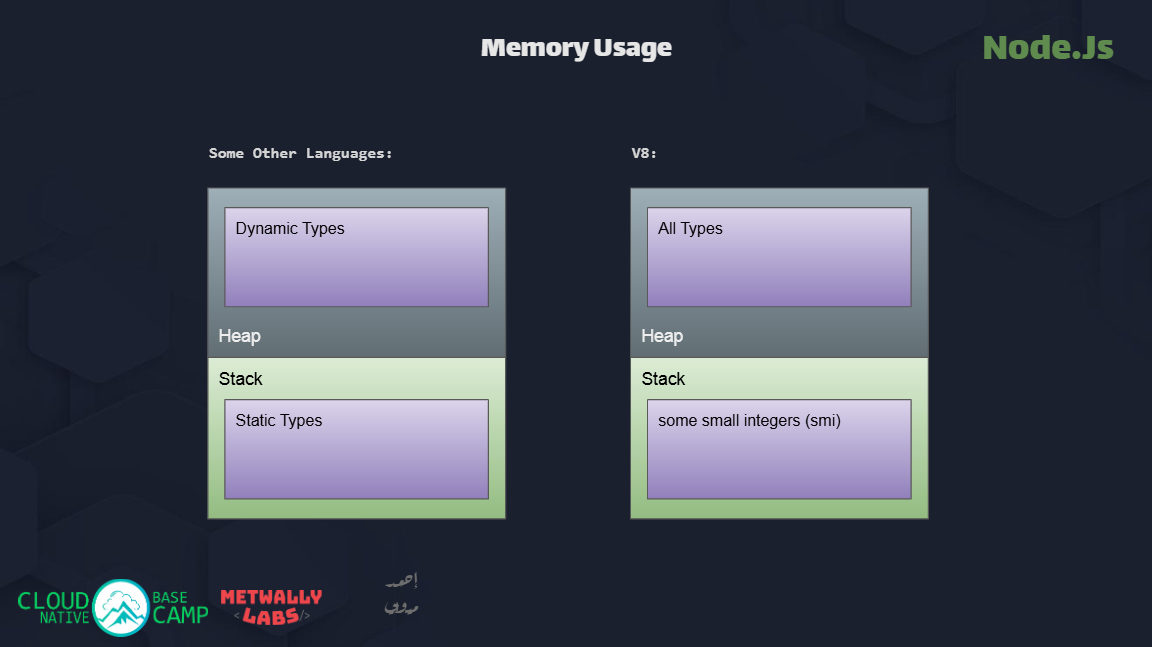 Memory Usage
Node.Js
Some Other Languages:
Dynamic Types
Heap
Stack
Static Types
V8:
All Types
Heap
Stack
some small integers (smi)
CLOUD NATIVE BASE CAMP
METWALLY
<LABS/>
أحمد